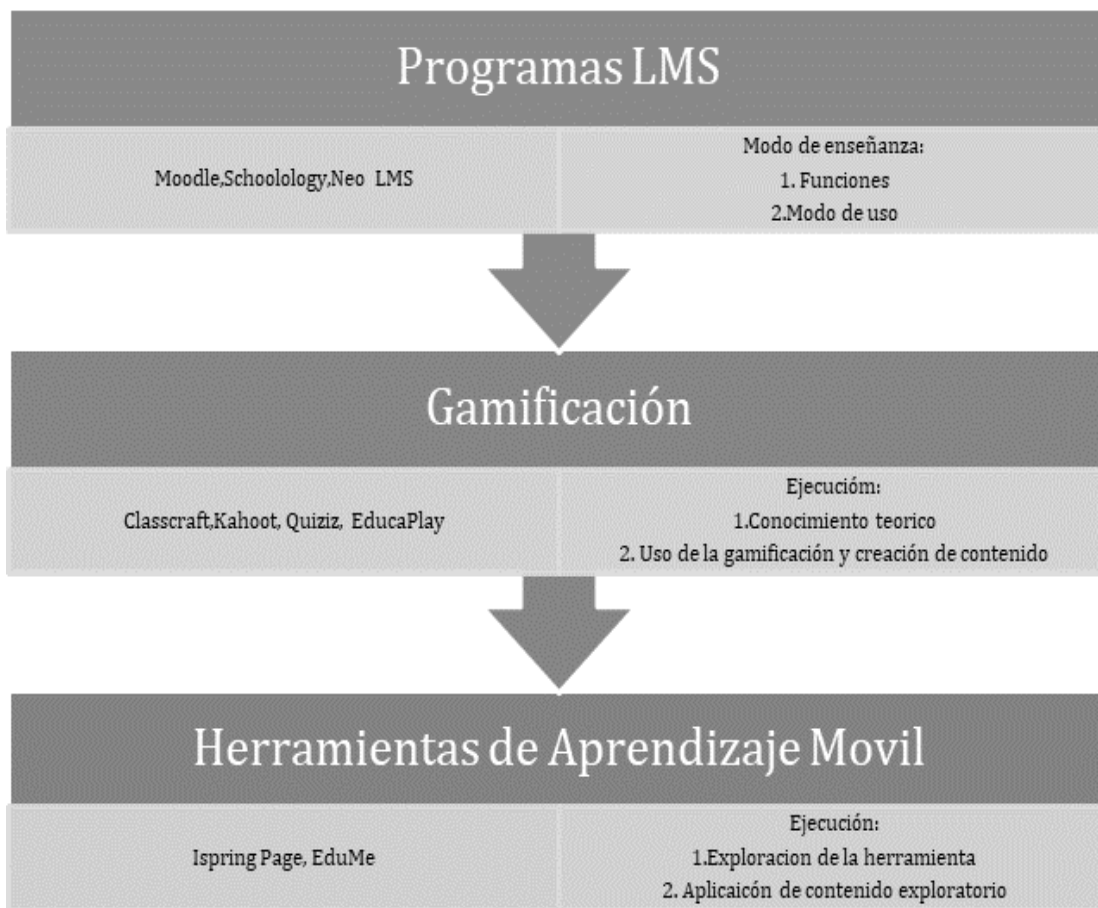 Programas LMS
Moodle,Schoolology,Neo LMS
Modo de enseñanza:
1. Funciones
2.Modo de uso
Gamificación
Classcraft,Kahoot, Quiziz, EducaPlay
Ejecucióm:
1.Conocimiento teorico
2. Uso de la gamificación y creación de contenido
Herramientas de Aprendizaje Movil
Ispring Page, EduMe
Ejecución:
1.Exploracion de la herramienta
2. Aplicaicón de contenido exploratorio